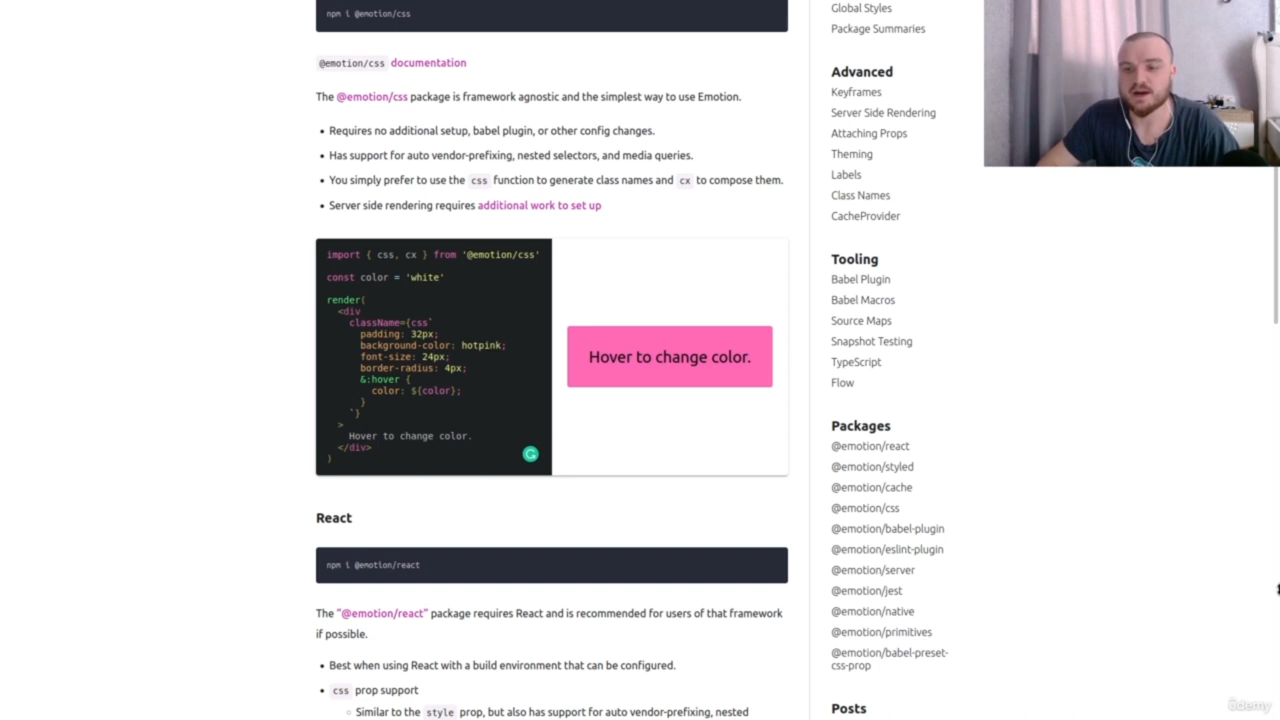 npm i @emotion/css
@emotion/css documentation
The @emotion/css package is framework agnostic and the simplest way to use Emotion.
• Requires no additional setup, babel plugin, or other config changes.
• Has support for auto vendor-prefixing, nested selectors, and media queries.
• You simply prefer to use the css function to generate class names and cx to compose them.
• Server side rendering requires additional work to set up
import { css, cx } from '@emotion/css'
const color = 'white'
render(
<div
className={css`
padding: 32px;
background-color: hotpink;
font-size: 24px;
border-radius: 4px;
&:hover {
color: ${color};
}
`}
>
Hover to change color.
</div>
)
Hover to change color.
React
npm i @emotion/react
The "@emotion/react" package requires React and is recommended for users of that framework
if possible.
• Best when using React with a build environment that can be configured.
• css prop support
◦ Similar to the style prop, but also has support for auto vendor-prefixing, nested
Global Styles
Package Summaries
Advanced
Keyframes
Server Side Rendering
Attaching Props
Theming
Labels
Class Names
CacheProvider
Tooling
Babel Plugin
Babel Macros
Source Maps
Snapshot Testing
TypeScript
Flow
Packages
@emotion/react
@emotion/styled
@emotion/cache
@emotion/css
@emotion/babel-plugin
@emotion/eslint-plugin
@emotion/server
@emotion/jest
@emotion/native
@emotion/primitives
@emotion/babel-preset-
css-prop
Posts
ûdemy